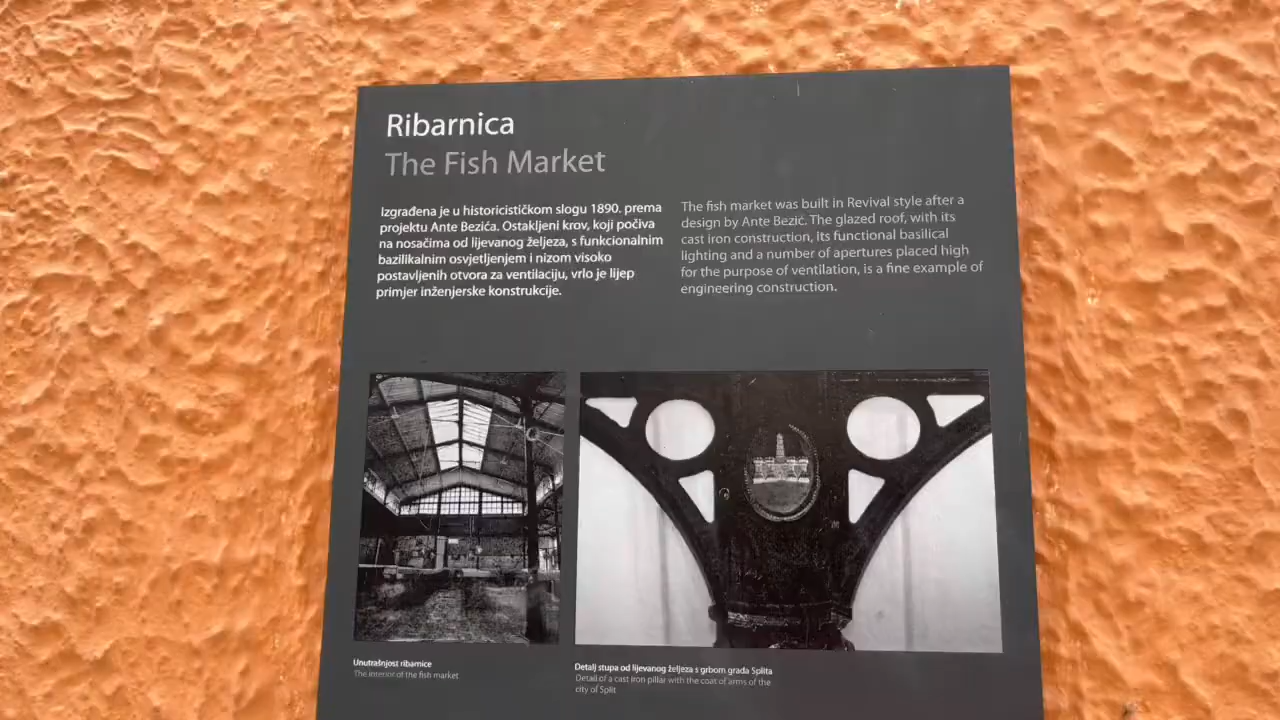 Ribarnica
The Fish Market
Izgrađena je u historicističkom slogu 1890. prema
projektu Ante Bezića. Ostakljeni krov, koji počiva
na nosačima od lijevanog željeza, s funkcionalnim
bazilikalnim osvjetljenjem i nizom visoko
postavljenih otvora za ventilaciju, vrlo je lijep
primjer inženjerske konstrukcije.
The fish market was built in Revival style after a
design by Ante Bezić. The glazed roof, with its
cast iron construction, its functional basilical
lighting and a number of apertures placed high
for the purpose of ventilation, is a fine example of
engineering construction.
Unutrašnjost ribarnice
The interior of the fish market
Detalj stupa od lijevanog željeza s grbom grada Splita
Detail of a cast iron pillar with the coat of arms of the
city of Split